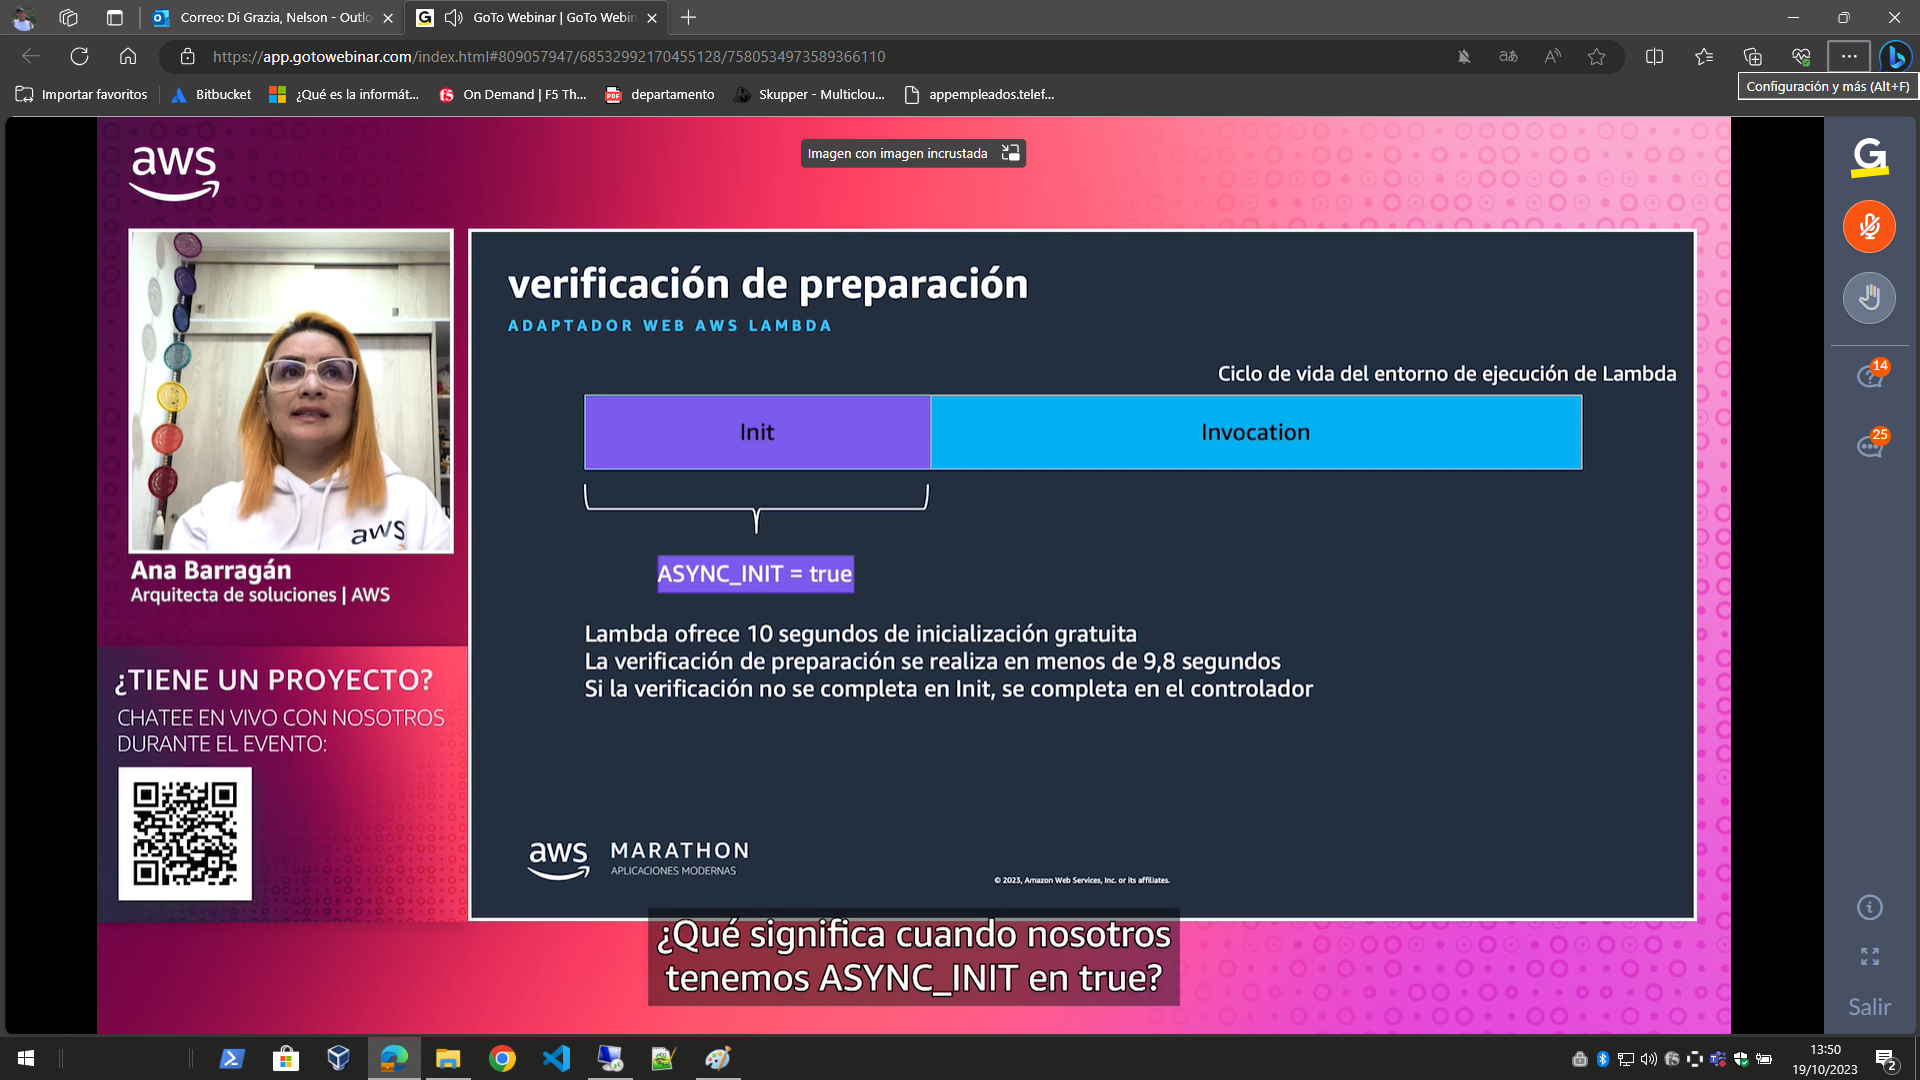 Correo: Di Grazia, Nelson - Outlo
GoTo Webinar | GoTo Webin
https://app.gotowebinar.com/index.html#809057947/68532992170455128/7580534973589366110
Configuración y más (Alt+F)
Importar favoritos
Bitbucket
¿Qué es la informát...
On Demand | F5 Th...
departamento
Skupper - Multiclou...
appempleados.telef...
Imagen con imagen incrustada
aws
verificación de preparación
ADAPTADOR WEB AWS LAMBDA
Ciclo de vida del entorno de ejecución de Lambda
Init
Invocation
ASYNC_INIT = true
Lambda ofrece 10 segundos de inicialización gratuita
La verificación de preparación se realiza en menos de 9,8 segundos
Si la verificación no se completa en Init, se completa en el controlador
aws
Ana Barragán
Arquitecta de soluciones | AWS
¿TIENE UN PROYECTO?
CHATEE EN VIVO CON NOSOTROS
DURANTE EL EVENTO:
aws
MARATHON
APLICACIONES MODERNAS
© 2023, Amazon Web Services, Inc. or its affiliates.
¿Qué significa cuando nosotros
tenemos ASYNC_INIT en true?
G
14
25
Salir
13:50
19/10/2023
2